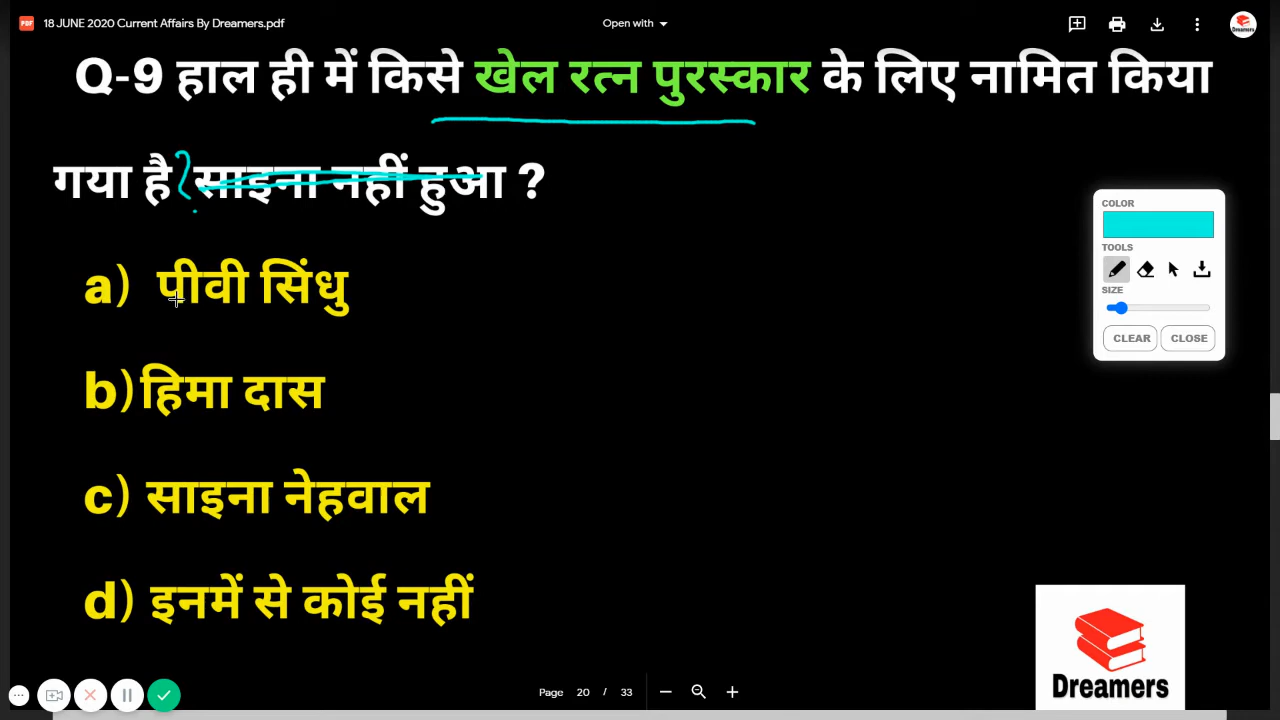 18 JUNE 2020 Current Affairs By Dreamers.pdf
Open with
Dreamers
Q-9 हाल ही में किसे खेल रत्न पुरस्कार के लिए नामित किया
गया है साइना नहीं हुआ ?
COLOR
TOOLS
SIZE
CLEAR CLOSE
a) पीवी सिंधु
b)हिमा दास
c) साइना नेहवाल
d) इनमें से कोई नहीं
Dreamers
Page 20 / 33